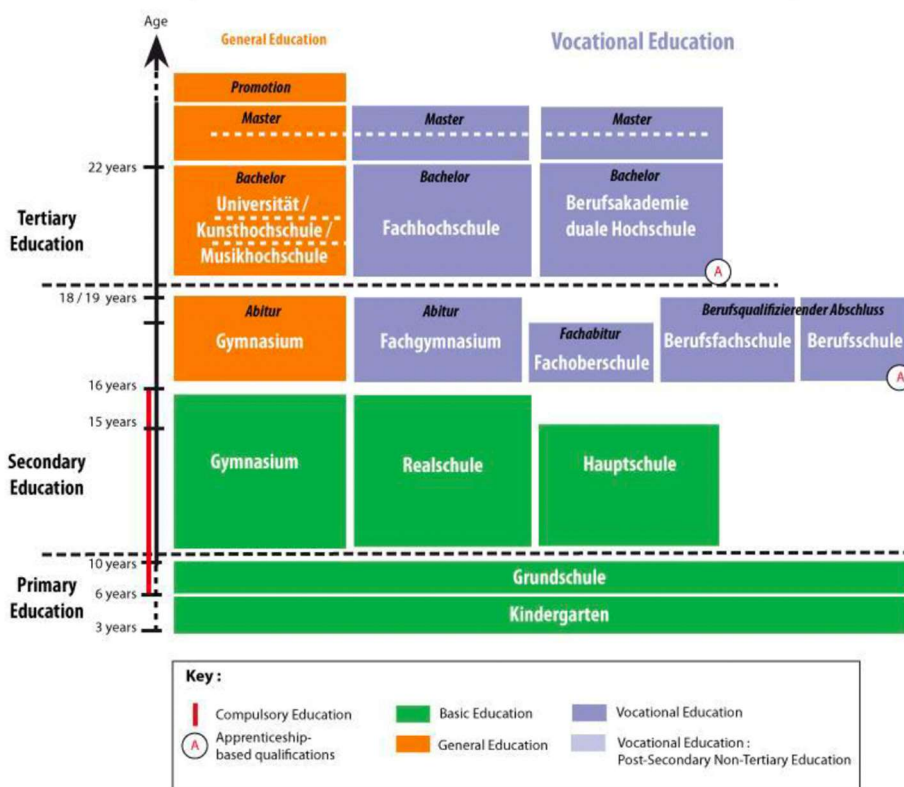 Age
General Education
Vocational Education
Promotion
Master
Master
Master
22 years
Bachelor
Bachelor
Bachelor
Tertiary
Education
Universität /
Kunsthochschule /
Musikhochschule
Fachhochschule
Berufsakademie
duale Hochschule
A
18 / 19 years
Abitur
Abitur
Fachabitur
Berufsqualifizierender Abschluss
Gymnasium
Fachgymnasium
Fachoberschule
Berufsfachschule
Berufsschule
A
16 years
15 years
Secondary
Education
Gymnasium
Realschule
Hauptschule
10 years
Primary
Education
Grundschule
6 years
Kindergarten
3 years
Key :
Compulsory Education
Basic Education
Vocational Education
A
Apprenticeship-
based qualifications
General Education
Vocational Education :
Post-Secondary Non-Tertiary Education